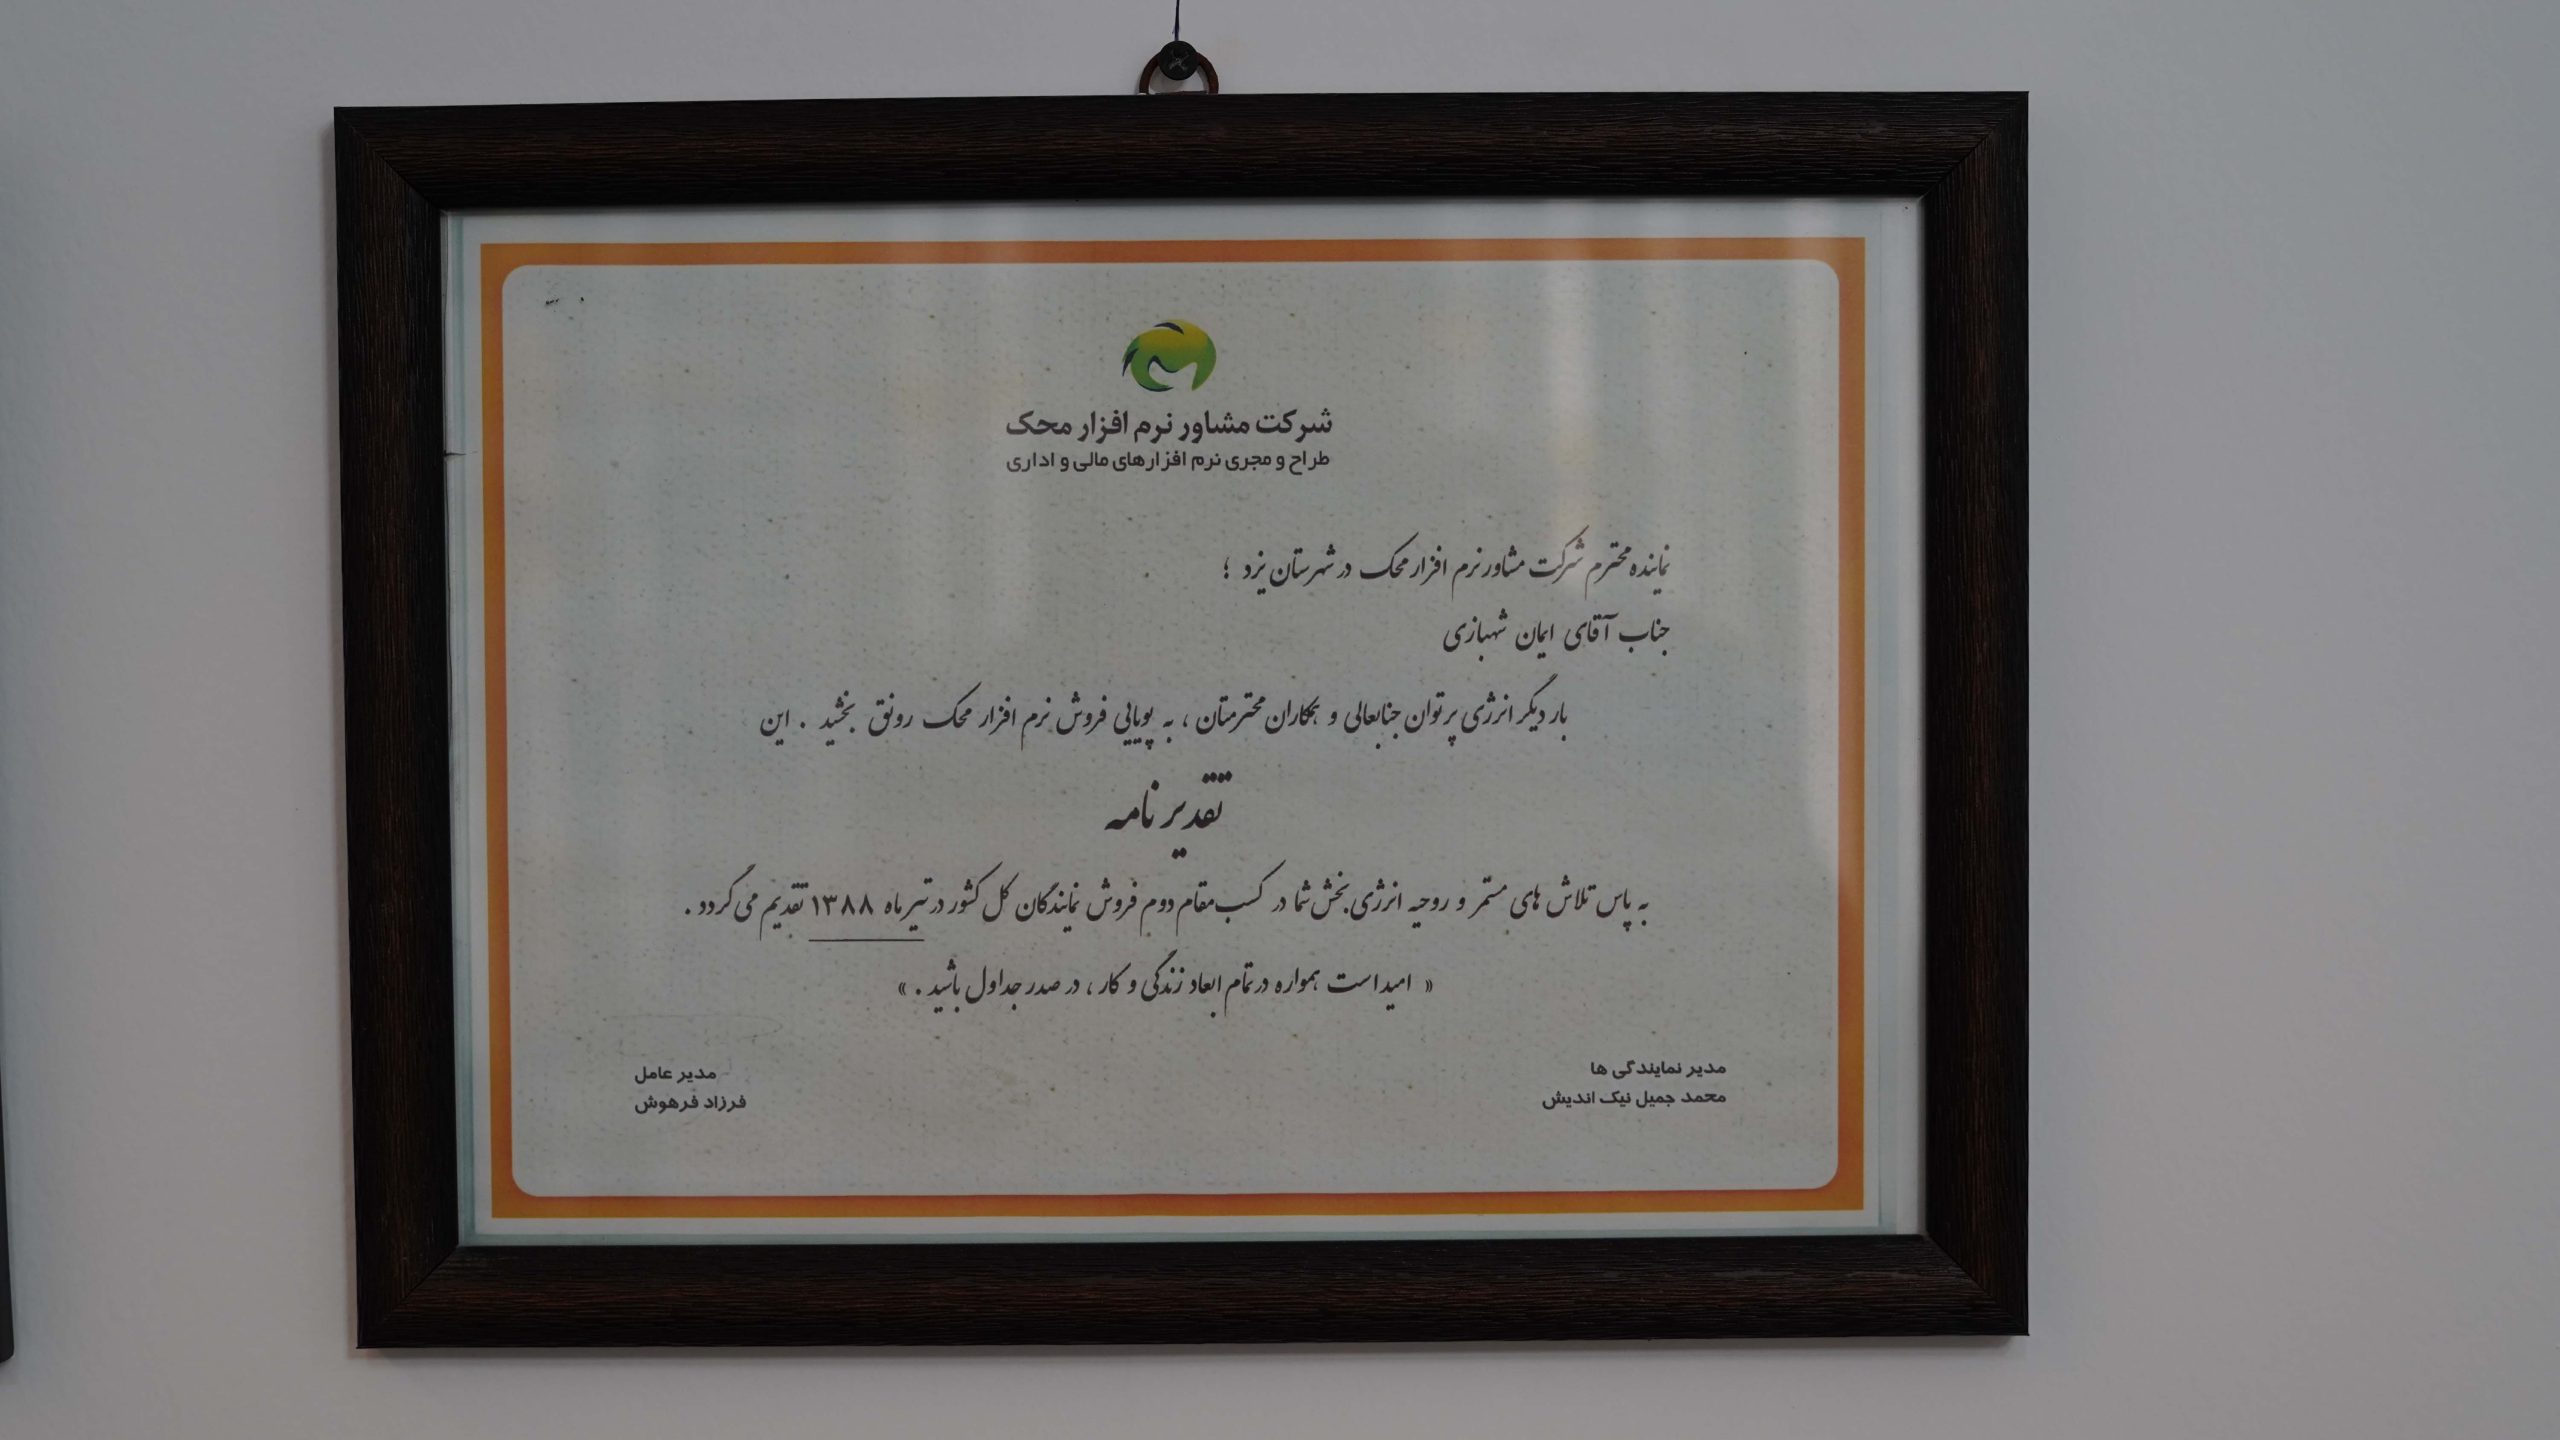 شرکت مشاور نرم افزار محک
طراح و مجری نرم افزارهای مالی و اداری
نماینده محترم شرکت مشاور نرم افزار محک در شهرستان یزد ؛
جناب آقای ایمان شهبازی
بار دیگر انرژی پرتوان جنابعالی و همکاران محترمتان ، به پویایی فروش نرم افزار محک رونق بخشید . این
تقدیر نامه
به پاس تلاش های مستمر و روحیه انرژی بخش شما در کسب مقام دوم فروش نمایندگان کل کشور در تیر ماه ۱۳۸۸ تقدیم می گردد .
« امید است همواره در تمام ابعاد زندگی و کار ، در صدر جداول باشید . »
مدیر نمایندگی ها
محمد جمیل نیک اندیش
مدیر عامل
فرزاد فرهوش